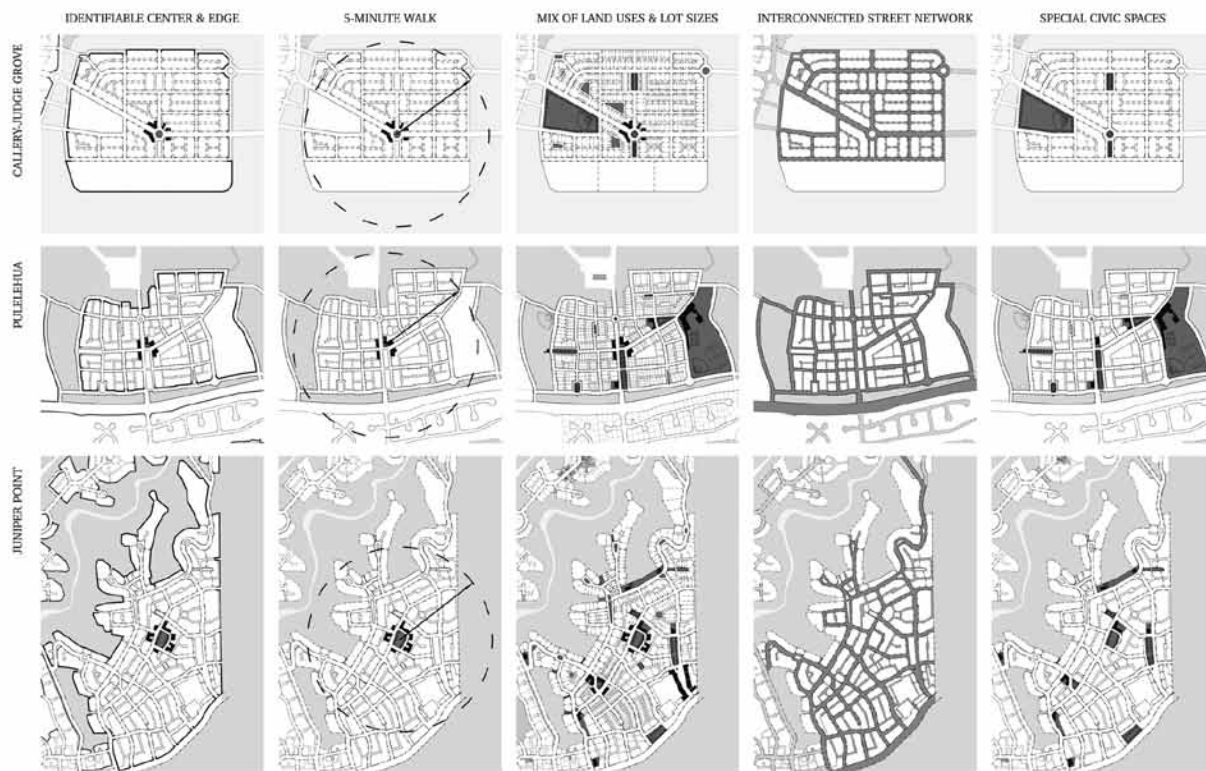 IDENTIFIABLE CENTER & EDGE
5-MINUTE WALK
MIX OF LAND USES & LOT SIZES
INTERCONNECTED STREET NETWORK
SPECIAL CIVIC SPACES
CALLERY-JUDGE GROVE
PULELEHUA
JUNIPER POINT